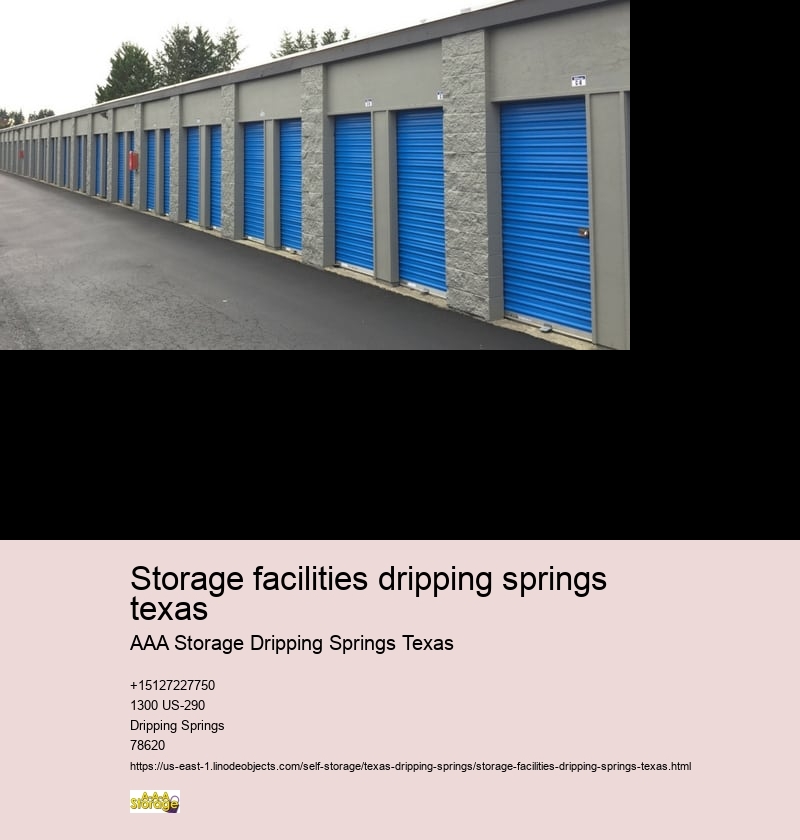 Storage facilities dripping springs
texas
AAA Storage Dripping Springs Texas
+15127227750
1300 US-290
Dripping Springs
78620
https://us-east-1.linodeobjects.com/self-storage/texas-dripping-springs/storage-facilities-dripping-springs-texas.html
AAA
Storage